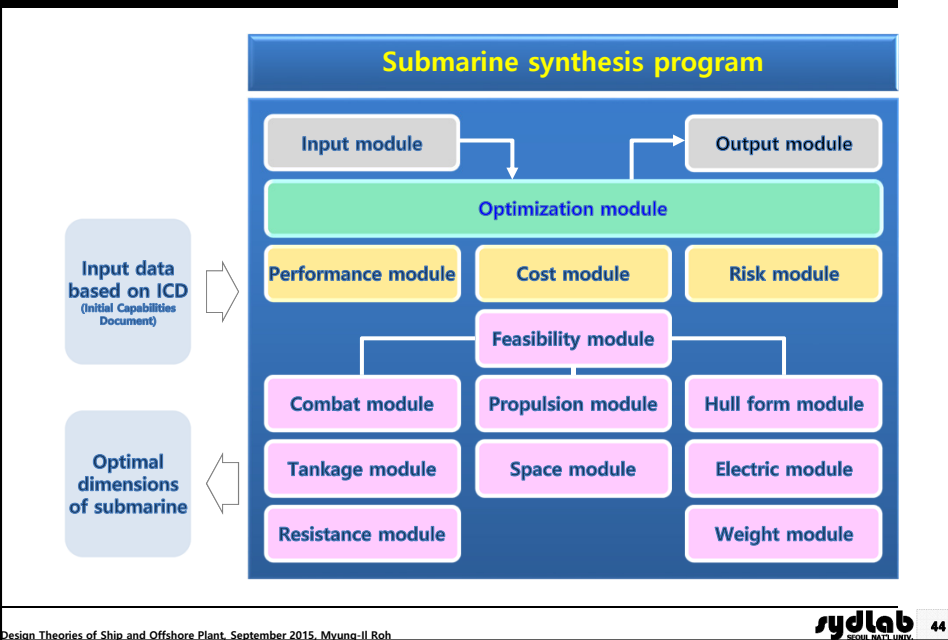 Submarine synthesis program
Input module
Output module
Optimization module
Performance module
Cost module
Risk module
Input data
based on ICD
(Initial Capabilities
Document)
Feasibility module
Combat module
Propulsion module
Hull form module
Optimal
dimensions
of submarine
Tankage module
Space module
Electric module
Resistance module
Weight module
Design Theories of Ship and Offshore Plant, September 2015, Myung-Il Roh
sydlab
SEOUL NAT'L UNIV.
44